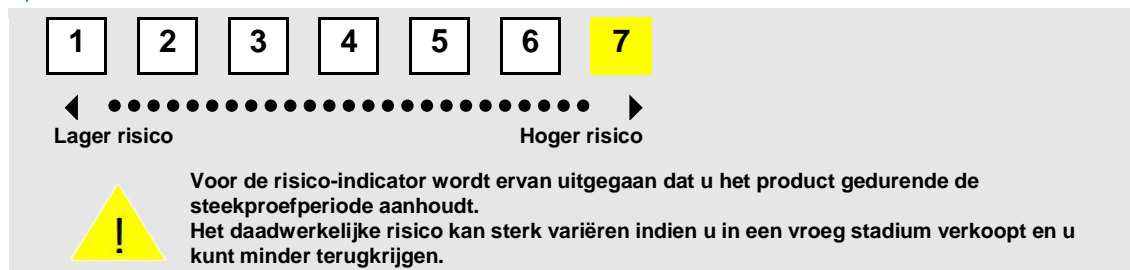 1 2 3 4 5 6 7
Lager risico Hoger risico
Voor de risico-indicator wordt ervan uitgegaan dat u het product gedurende de
steekproefperiode aanhoudt.
Het daadwerkelijke risico kan sterk variëren indien u in een vroeg stadium verkoopt en u
kunt minder terugkrijgen.
!